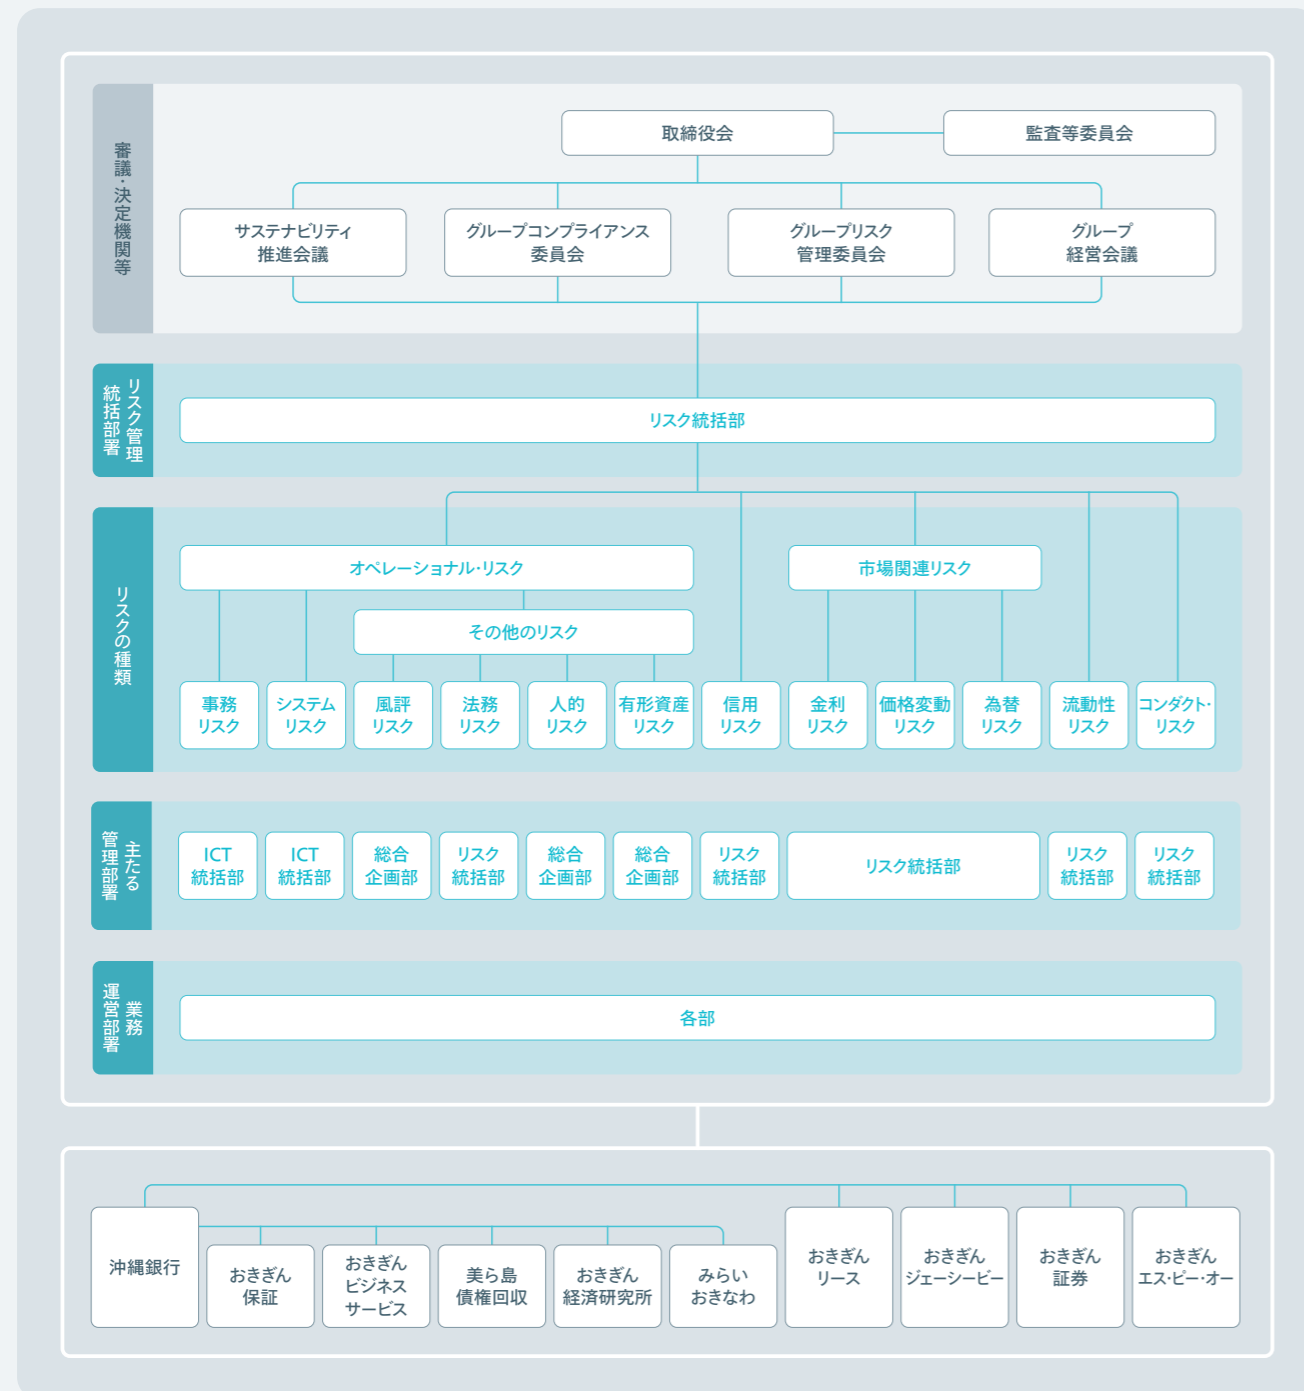 審議・決定機関等
取締役会
監査等委員会
サステナビリティ
推進会議
グループコンプライアンス
委員会
グループリスク
管理委員会
グループ
経営会議
リスク管理
統括部署
リスク統括部
リスクの種類
オペレーショナル・リスク
市場関連リスク
その他のリスク
事務
リスク
システム
リスク
風評
リスク
法務
リスク
人的
リスク
有形資産
リスク
信用
リスク
金利
リスク
価格変動
リスク
為替
リスク
流動性
リスク
コンダクト・
リスク
主たる
管理部署
ICT
統括部
ICT
統括部
総合
企画部
リスク
統括部
総合
企画部
総合
企画部
リスク
統括部
リスク統括部
リスク
統括部
リスク
統括部
業務
運営部署
各部
沖縄銀行
おきぎん
保証
おきぎん
ビジネス
サービス
美ら島
債権回収
おきぎん
経済研究所
みらい
おきなわ
おきぎん
リース
おきぎん
ジェーシービー
おきぎん
証券
おきぎん
エス・ピー・オー